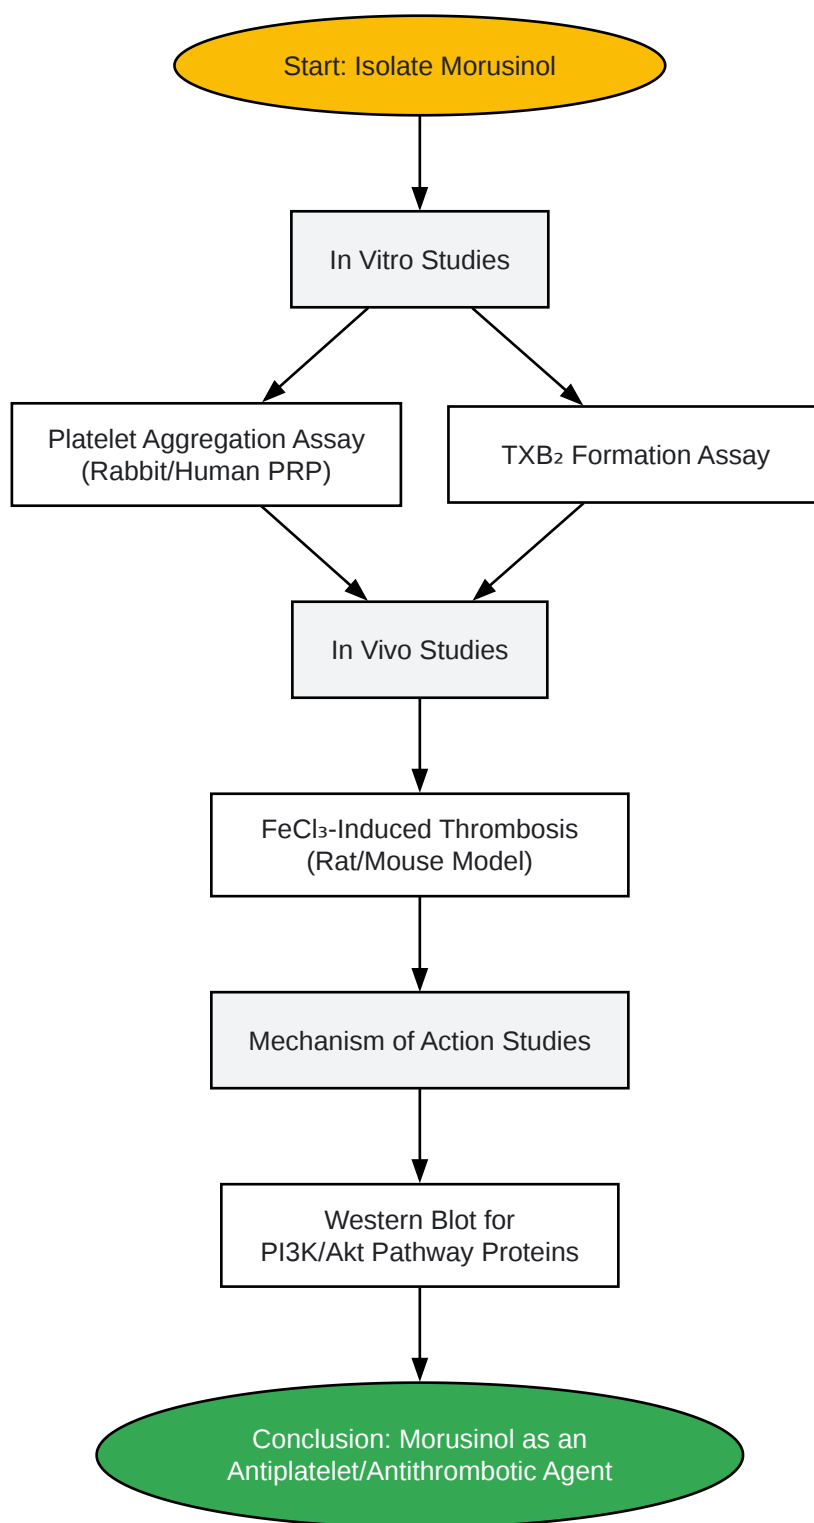 Start: Isolate Morusinol
In Vitro Studies
Platelet Aggregation Assay
(Rabbit/Human PRP)
TXB₂ Formation Assay
In Vivo Studies
FeCl₃-Induced Thrombosis
(Rat/Mouse Model)
Mechanism of Action Studies
Western Blot for
PI3K/Akt Pathway Proteins
Conclusion: Morusinol as an
Antiplatelet/Antithrombotic Agent